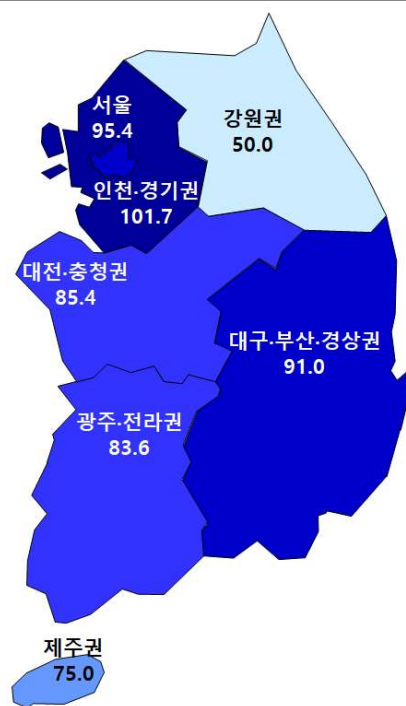 서울
95.4
강원권
50.0
인천·경기권
101.7
대전·충청권
85.4
대구·부산·경상권
91.0
광주·전라권
83.6
제주권
75.0